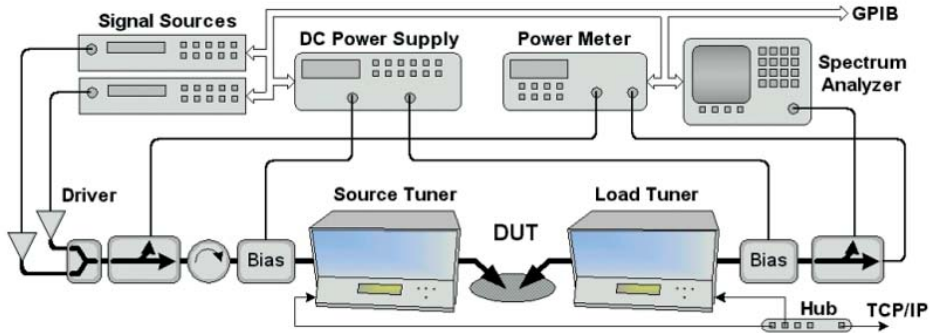 Signal Sources
GPIB
DC Power Supply
Power Meter
Spectrum
Analyzer
Driver
Source Tuner
Load Tuner
DUT
Bias
Bias
Hub
TCP/IP